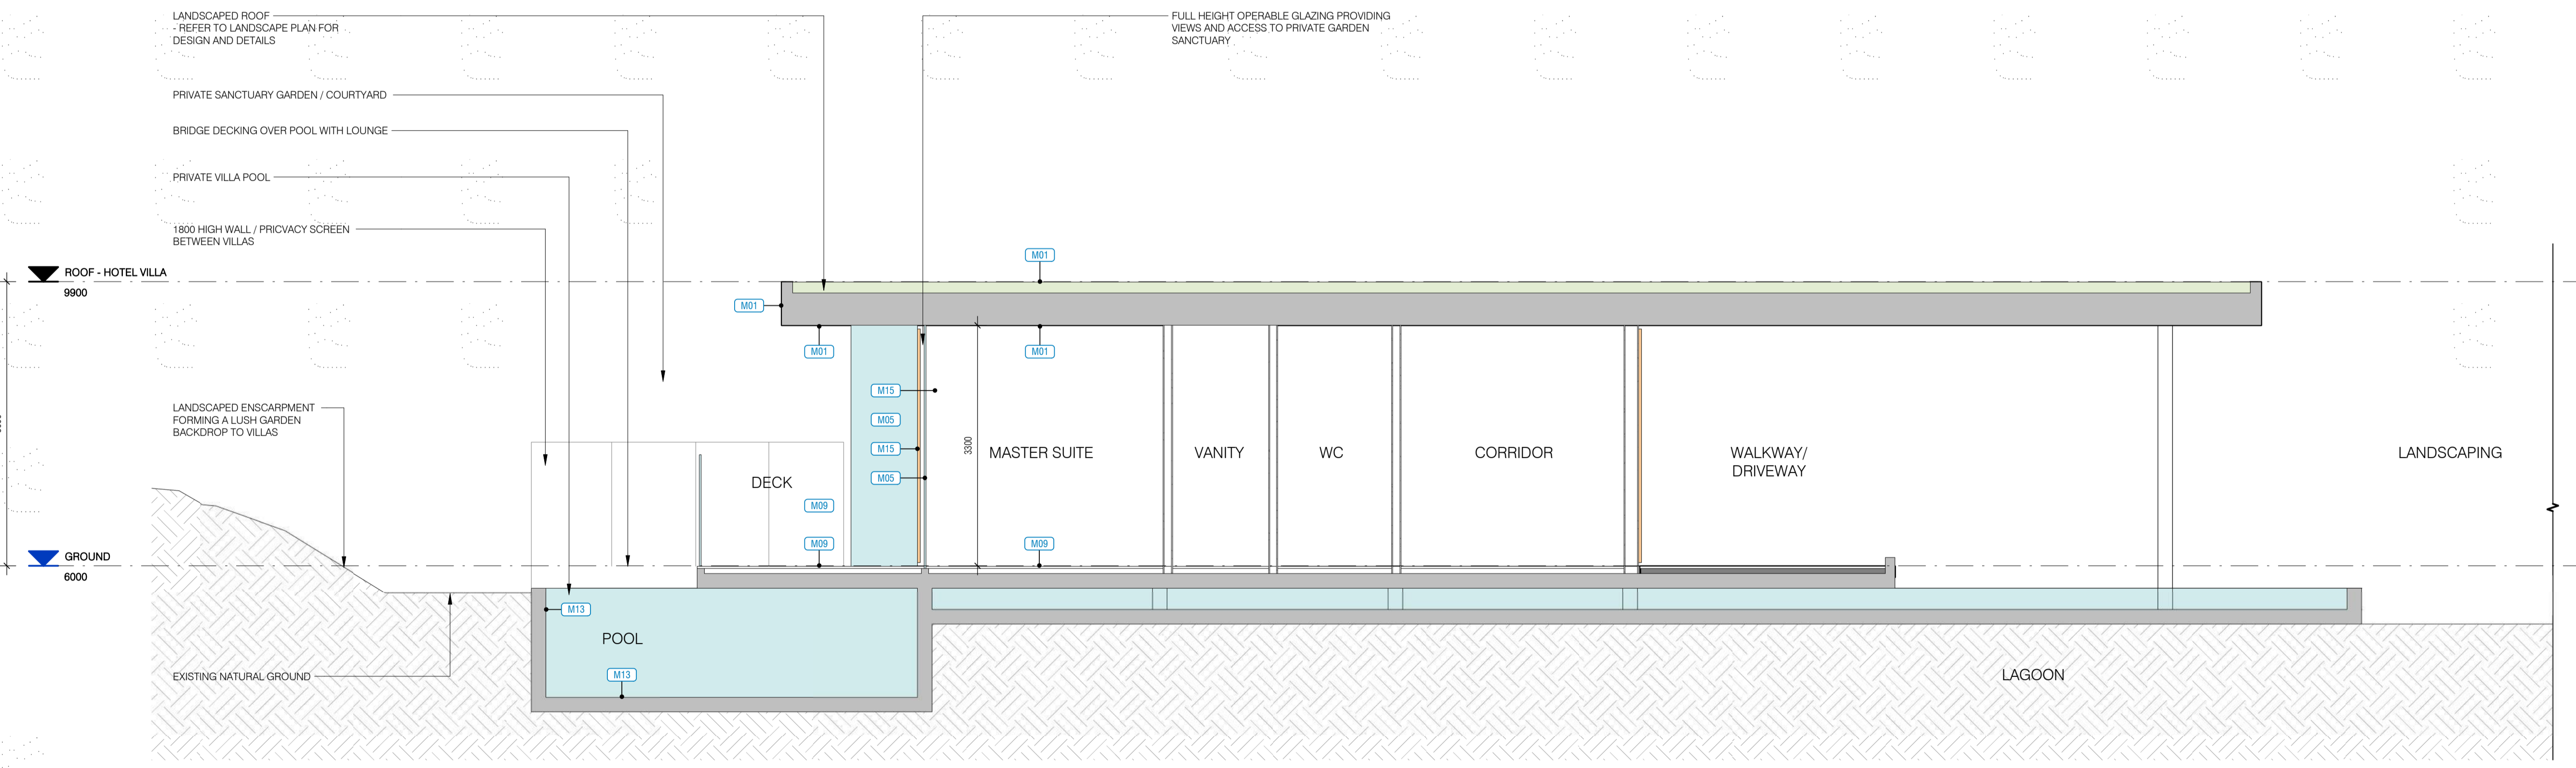 LANDSCAPED ROOF
- REFER TO LANDSCAPE PLAN FOR
DESIGN AND DETAILS
FULL HEIGHT OPERABLE GLAZING PROVIDING
VIEWS AND ACCESS TO PRIVATE GARDEN
SANCTUARY
PRIVATE SANCTUARY GARDEN / COURTYARD
BRIDGE DECKING OVER POOL WITH LOUNGE
PRIVATE VILLA POOL
1800 HIGH WALL / PRICVACY SCREEN
BETWEEN VILLAS
M01
ROOF - HOTEL VILLA
9900
M01
M01
M01
M15
LANDSCAPED ENSCARPMENT
FORMING A LUSH GARDEN
BACKDROP TO VILLAS
M05
M15
3300
MASTER SUITE
VANITY
WC
CORRIDOR
WALKWAY/
DRIVEWAY
LANDSCAPING
M05
DECK
M09
M09
M09
GROUND
6000
M13
POOL
M13
EXISTING NATURAL GROUND
LAGOON